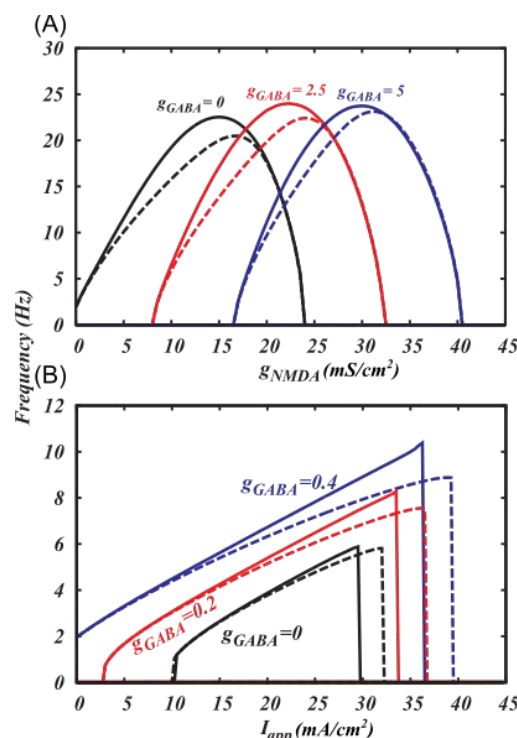 (A)
30
25
20
15
10
5
0
gGABA= 0
gGABA= 2.5
gGABA= 5
0 5 10 15 20 25 30 35 40 45
gNMDA (mS/cm²)
Frequency (Hz)
(B)
12
10
8
6
4
2
0
gGABA=0.4
gGABA=0.2
gGABA=0
0 5 10 15 20 25 30 35 40 45
Iapp (mA/cm²)